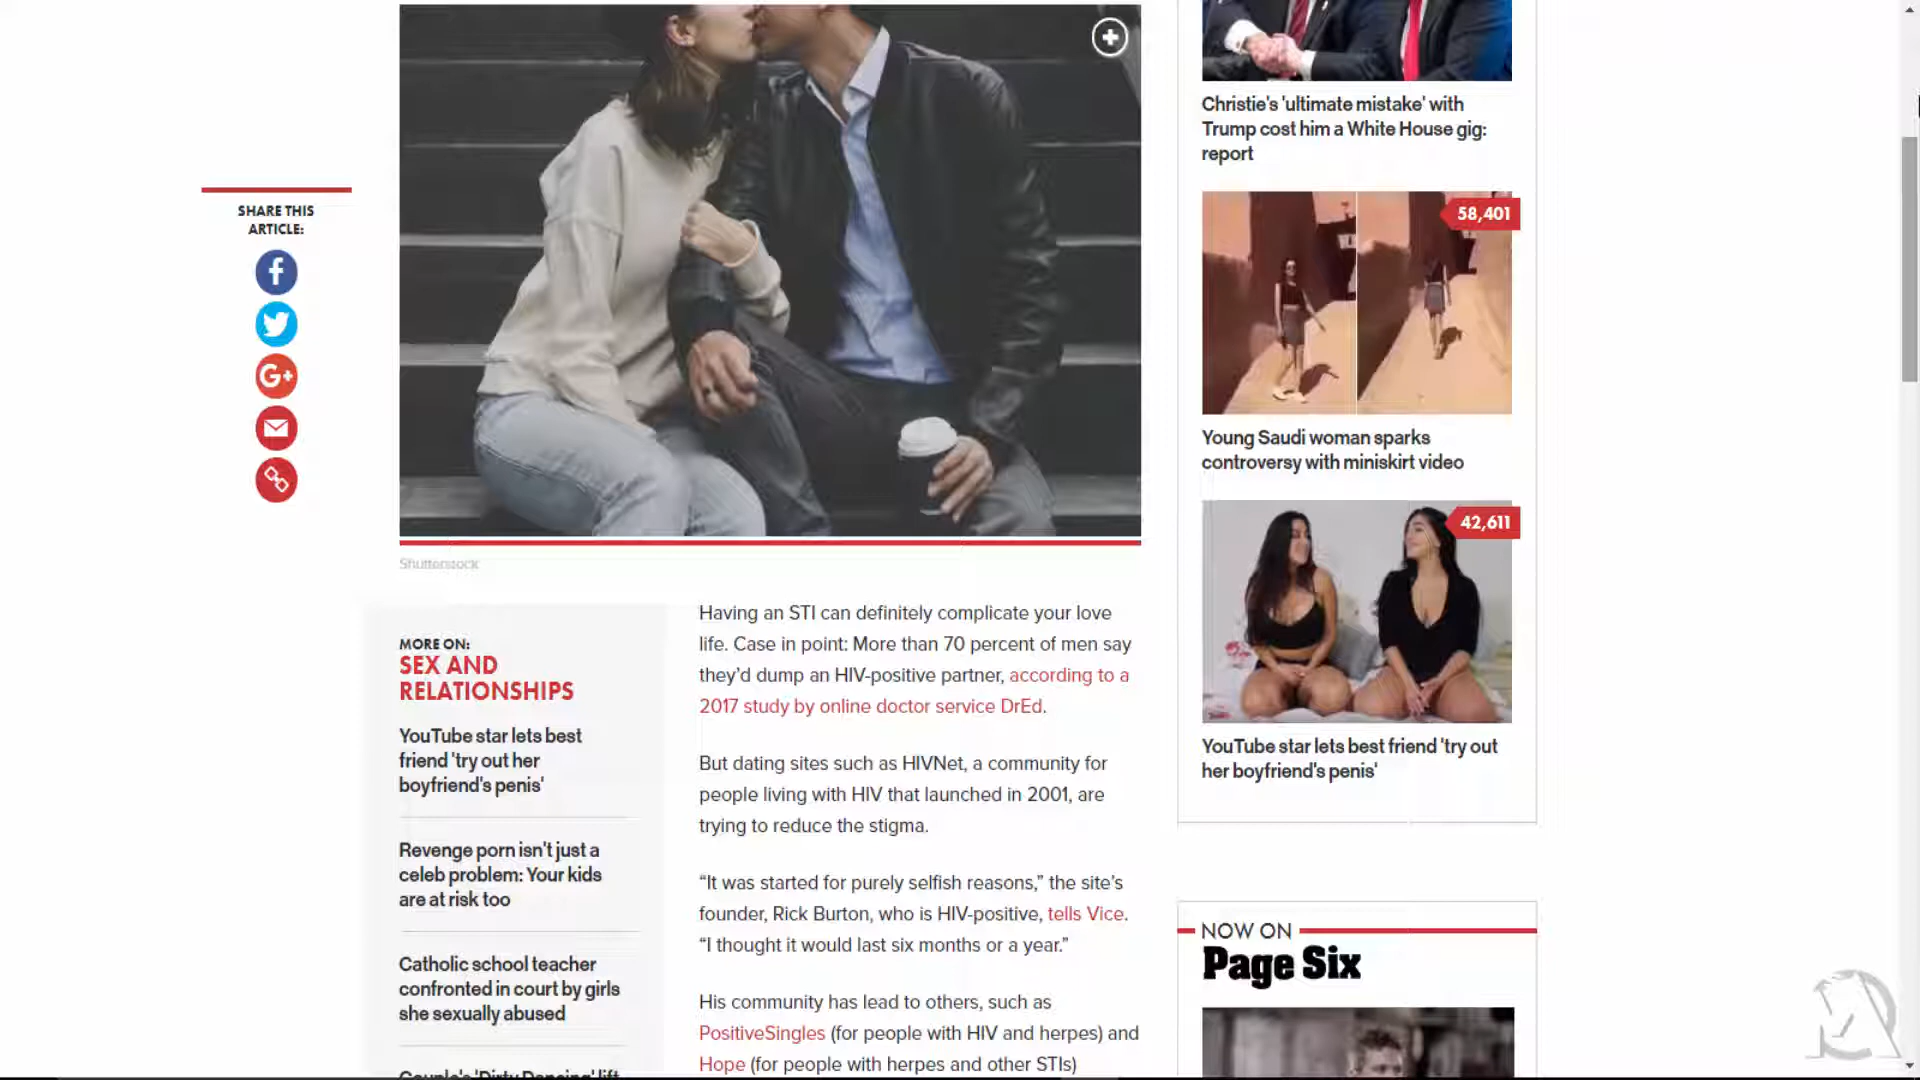 SHARE THIS
ARTICLE:
Shutterstock
MORE ON:
SEX AND
RELATIONSHIPS
YouTube star lets best
friend 'try out her
boyfriend's penis'
Revenge porn isn't just a
celeb problem: Your kids
are at risk too
Catholic school teacher
confronted in court by girls
she sexually abused
Couple's 'Dirty Dancing' lift
Having an STI can definitely complicate your love
life. Case in point: More than 70 percent of men say
they'd dump an HIV-positive partner, according to a
2017 study by online doctor service DrEd.
But dating sites such as HIVNet, a community for
people living with HIV that launched in 2001, are
trying to reduce the stigma.
“It was started for purely selfish reasons,” the site's
founder, Rick Burton, who is HIV-positive, tells Vice.
“I thought it would last six months or a year.”
His community has lead to others, such as
PositiveSingles (for people with HIV and herpes) and
Hope (for people with herpes and other STIs)
Christie's 'ultimate mistake' with
Trump cost him a White House gig:
report
58,401
Young Saudi woman sparks
controversy with miniskirt video
42,611
YouTube star lets best friend 'try out
her boyfriend's penis'
NOW ON
Page Six